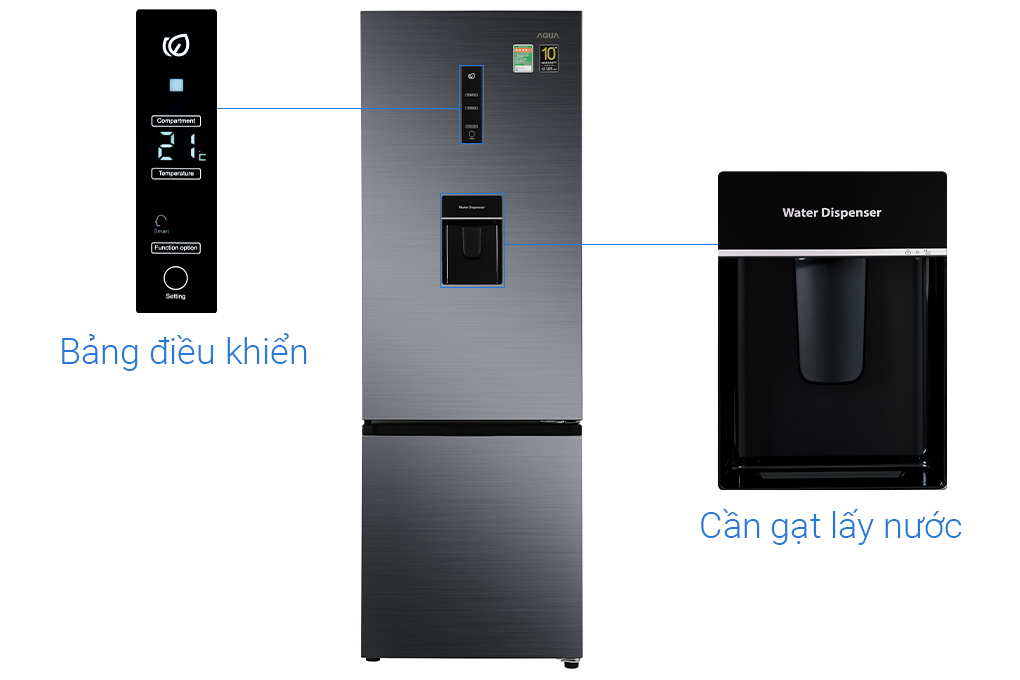 Compartment
21°C
Temperature
Smart
Function option
Setting
Bảng điều khiển
AQUA
10
Water Dispenser
Water Dispenser
Cần gạt lấy nước